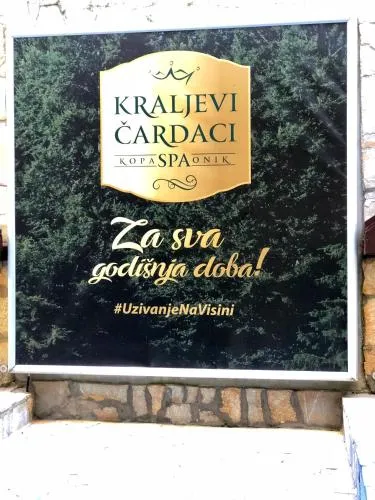 KRALJEVI
ČARDACI
KOPASPAONIK
Za sva
godišnja doba!
#UzivanjeNaVisini